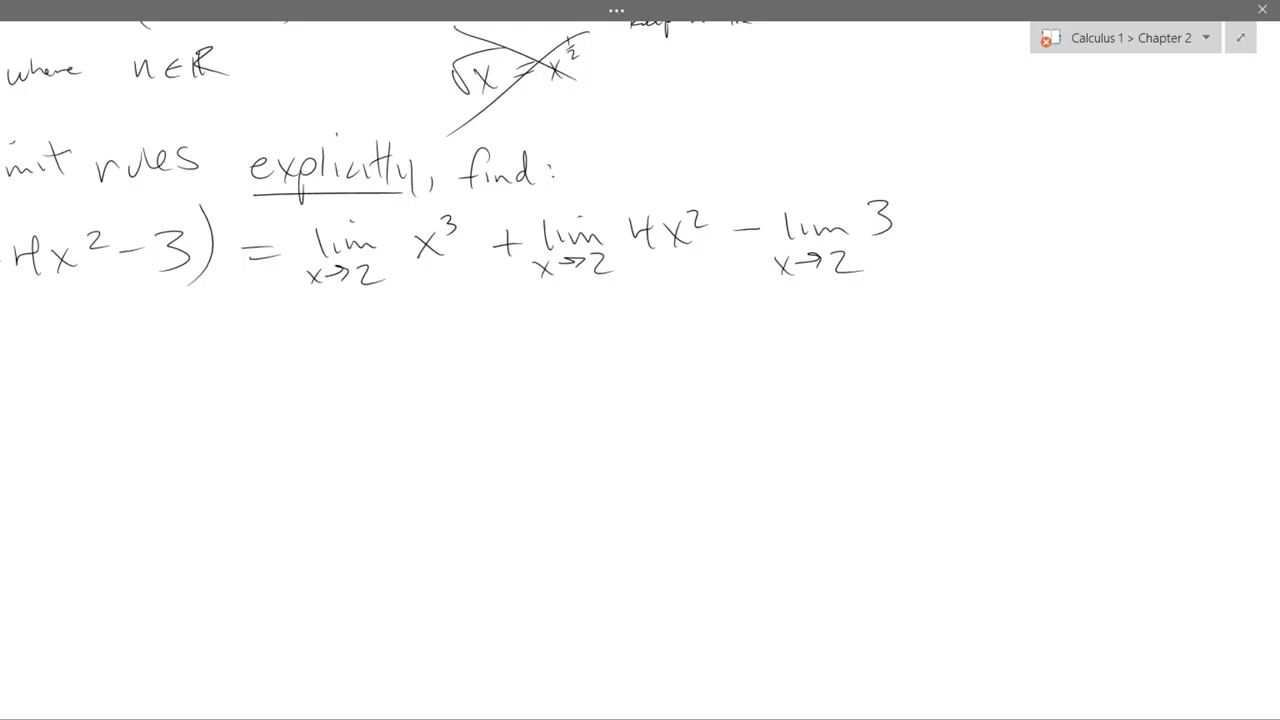 Calculus 1 > Chapter 2
where n ∈ ℝ √x = x^{1/2}
rules explicitly, find:
4x² - 3) = lim x→2 x³ + lim x→2 4x² - lim x→2 3